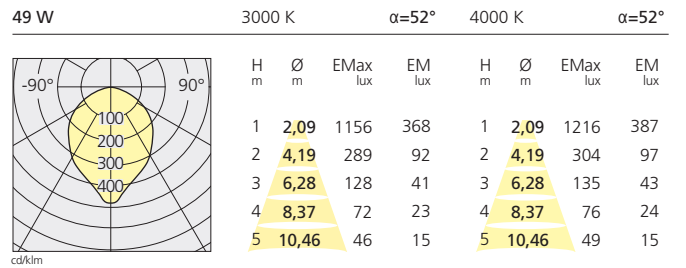 49 W 3000 K α=52° 4000 K α=52°
-90° 90°
100
200
300
400
cd/klm
H Ø EMax EM
m m lux lux
1 2,09 1156 368
2 4,19 289 92
3 6,28 128 41
4 8,37 72 23
5 10,46 46 15
H Ø EMax EM
m m lux lux
1 2,09 1216 387
2 4,19 304 97
3 6,28 135 43
4 8,37 76 24
5 10,46 49 15